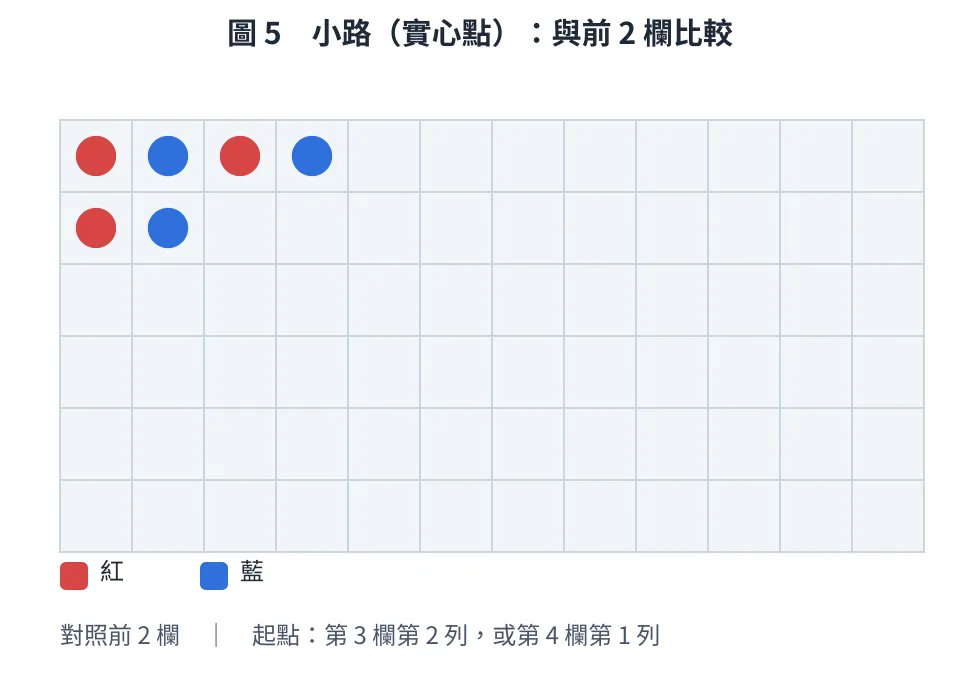 圖 5　小路（實心點）：與前 2 欄比較
紅　藍
對照前 2 欄　｜　起點：第 3 欄第 2 列，或第 4 欄第 1 列